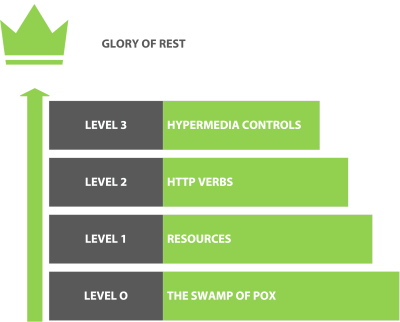 GLORY OF REST
LEVEL 3 HYPERMEDIA CONTROLS
LEVEL 2 HTTP VERBS
LEVEL 1 RESOURCES
LEVEL O THE SWAMP OF POX